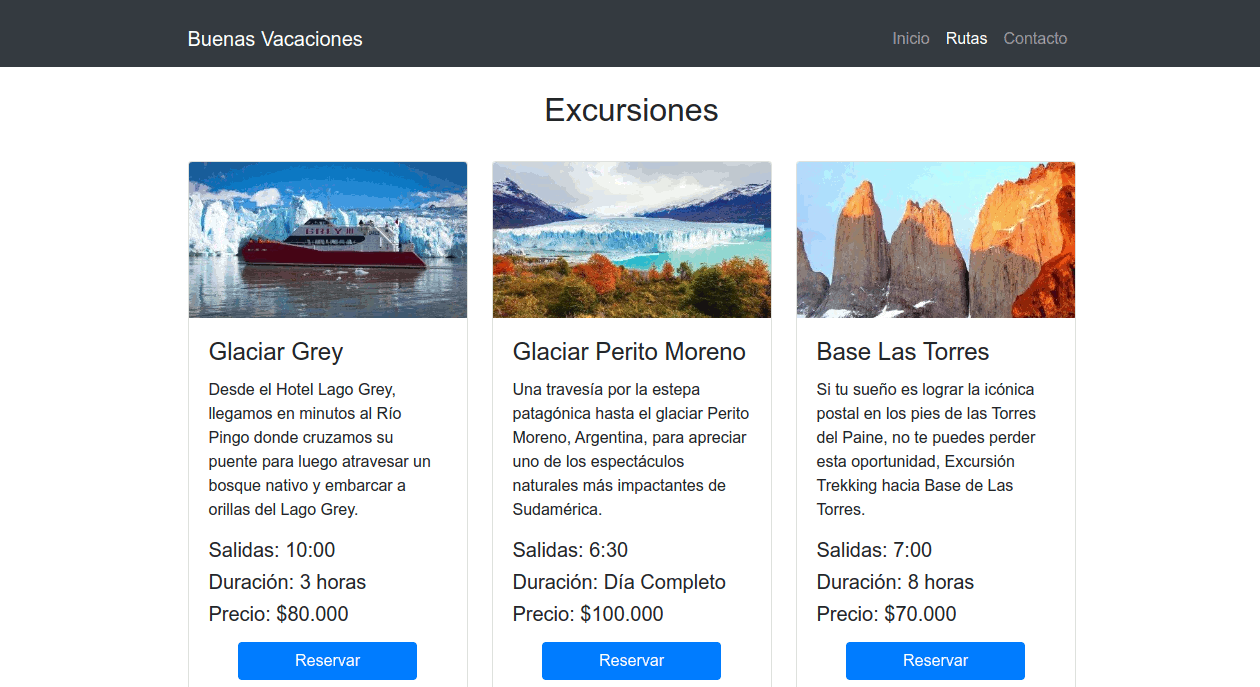 Buenas Vacaciones
Inicio Rutas Contacto
Excursiones
GREY III
Glaciar Grey
Desde el Hotel Lago Grey,
llegamos en minutos al Río
Pingo donde cruzamos su
puente para luego atravesar un
bosque nativo y embarcar a
orillas del Lago Grey.
Salidas: 10:00
Duración: 3 horas
Precio: $80.000
Reservar
Glaciar Perito Moreno
Una travesía por la estepa
patagónica hasta el glaciar Perito
Moreno, Argentina, para apreciar
uno de los espectáculos
naturales más impactantes de
Sudamérica.
Salidas: 6:30
Duración: Día Completo
Precio: $100.000
Reservar
Base Las Torres
Si tu sueño es lograr la icónica
postal en los pies de las Torres
del Paine, no te puedes perder
esta oportunidad, Excursión
Trekking hacia Base de Las
Torres.
Salidas: 7:00
Duración: 8 horas
Precio: $70.000
Reservar